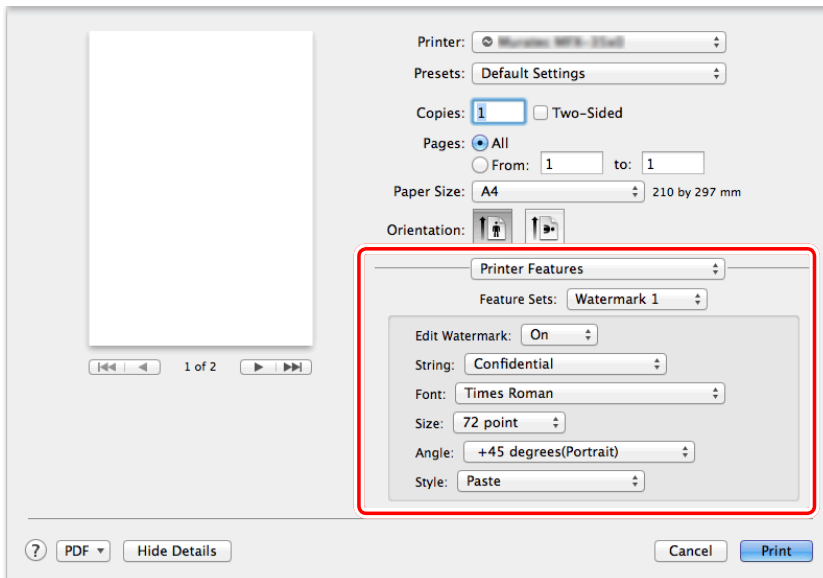 Printer:
Presets: Default Settings
Copies: 1 Two-Sided
Pages: All
From: 1 to: 1
Paper Size: A4 210 by 297 mm
Orientation:
Printer Features
Feature Sets: Watermark 1
Edit Watermark: On
String: Confidential
1 of 2
Font: Times Roman
Size: 72 point
Angle: +45 degrees(Portrait)
Style: Paste
? PDF Hide Details Cancel Print